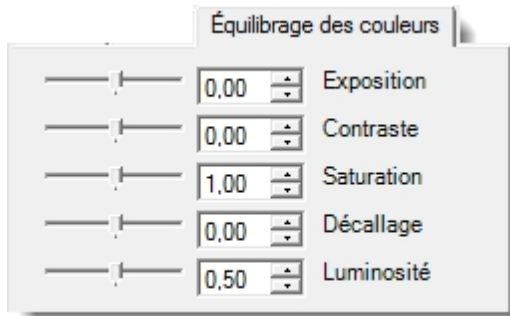 Équilibrage des couleurs
0,00 Exposition
0,00 Contraste
1,00 Saturation
0,00 Décallage
0,50 Luminosité